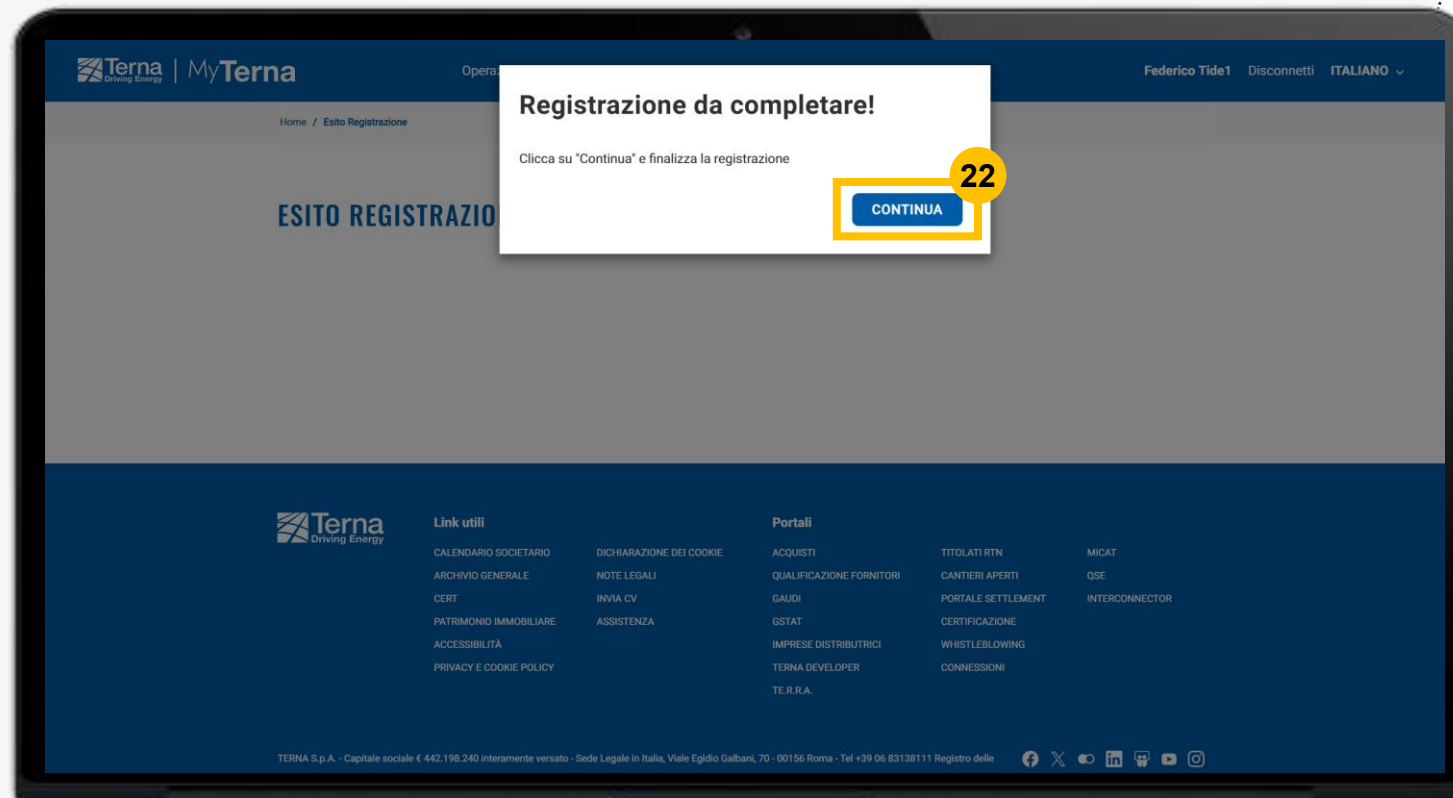 Terna
Driving Energy
MyTerna
Federico Tide1 Disconnetti ITALIANO
Home / Esito Registrazione
Registrazione da completare!
Clicca su "Continua" e finalizza la registrazione
22
CONTINUA
ESITO REGISTRAZIO
Terna
Driving Energy
Link utili
CALENDARIO SOCIETARIO
ARCHIVIO GENERALE
CERT
PATRIMONIO IMMOBILIARE
ACCESSIBILITÀ
PRIVACY E COOKIE POLICY
DICHIARAZIONE DEI COOKIE
NOTE LEGALI
INVIA CV
ASSISTENZA
Portali
ACQUISTI
QUALIFICAZIONE FORNITORI
GAUDI
GSTAT
IMPRESE DISTRIBUTRICI
TERNA DEVELOPER
TE.R.R.A.
TITOLATI RTN
CANTIERI APERTI
PORTALE SETTLEMENT
CERTIFICAZIONE
WHISTLEBLOWING
CONNESSIONI
MICAT
QSE
INTERCONNECTOR
TERNA S.p.A. - Capitale sociale € 442.198.240 interamente versato - Sede Legale in Italia, Viale Egidio Galbani, 70 - 00156 Roma - Tel +39 06 83138111 Registro delle